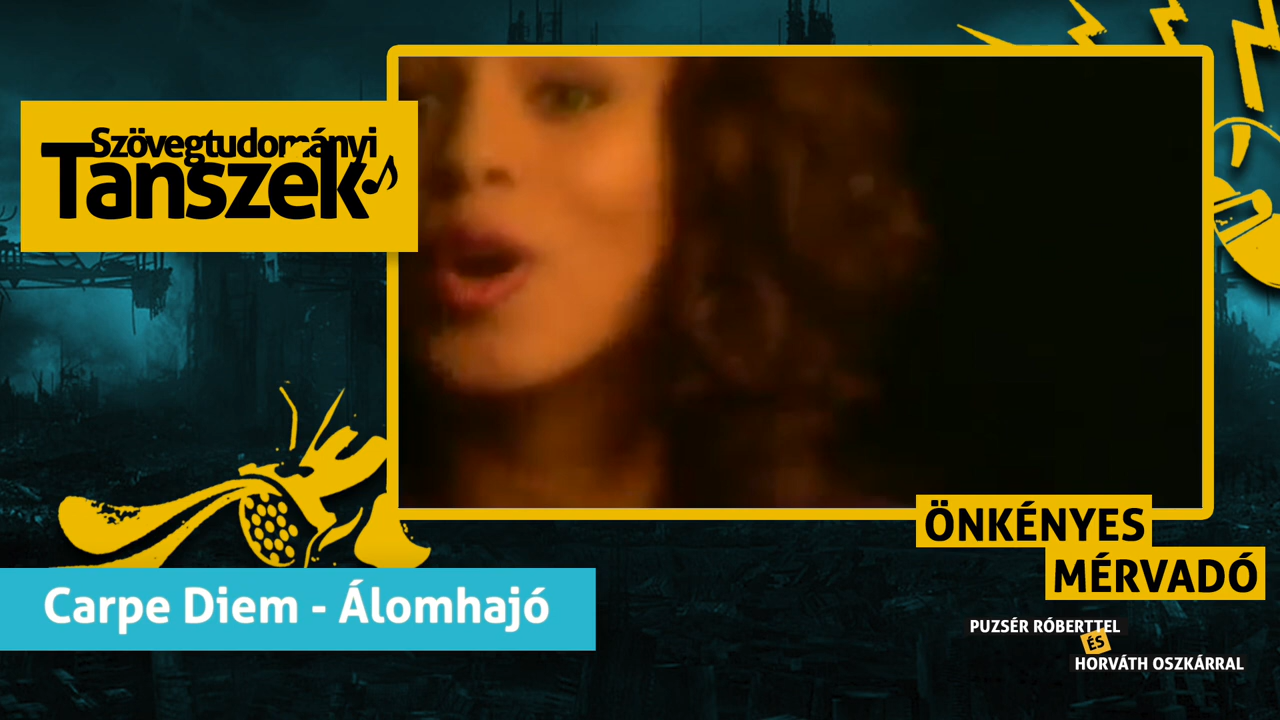 Szövegtudományi
Tanszék
Carpe Diem - Álomhajó
ÖNKÉNYES
MÉRVADÓ
PUZSÉR RÓBERTTEL
ÉS
HORVÁTH OSZKÁRRAL